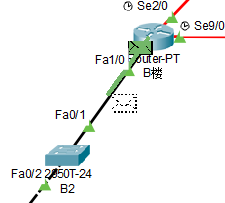 Se2/0
Se9/0
Fa1/0
Router-PT
B楼
Fa0/1
Fa0/2
2950T-24
B2